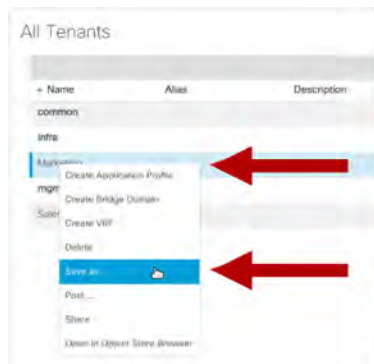 All Tenants
Name Alias Description
common
infra
Marketing
mgm
Create Application Profile
Create Bridge Domain
Create VRF
Delete
Save as ...
Post ...
Share
Open In Object Store Browser